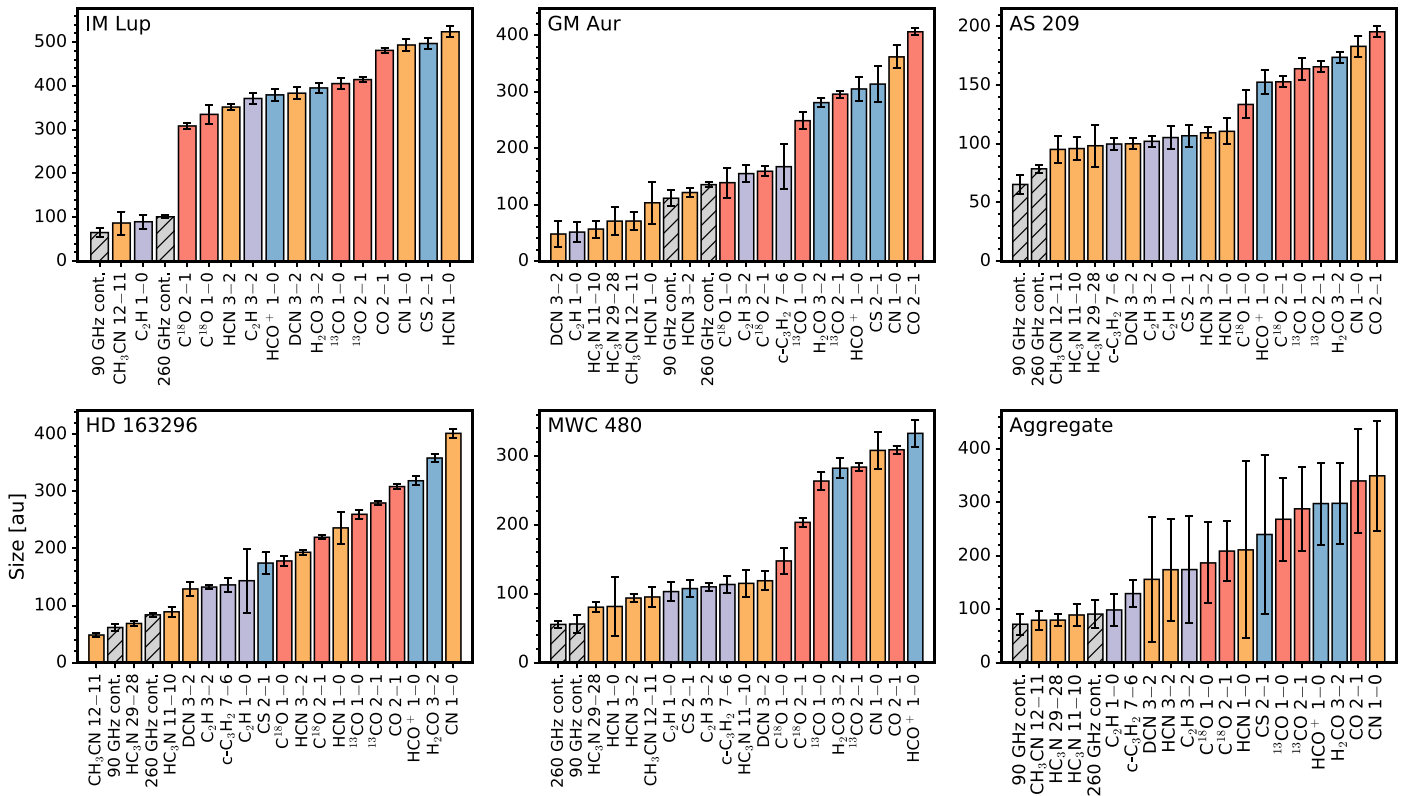 IM Lup
500
400
300
200
100
0
90 GHz cont.
CH₃CN 12−11
C₂H 1−0
260 GHz cont.
C¹⁸O 2−1
C¹⁸O 1−0
HCN 3−2
C₂H 3−2
HCO⁺ 1−0
DCN 3−2
H₂CO 3−2
¹³CO 1−0
¹³CO 2−1
CO 2−1
CN 1−0
CS 2−1
HCN 1−0
GM Aur
400
300
200
100
0
DCN 3−2
C₂H 1−0
HC₃N 11−10
HC₃N 29−28
CH₃CN 12−11
HCN 1−0
90 GHz cont.
HCN 3−2
260 GHz cont.
C¹⁸O 1−0
C₂H 3−2
C¹⁸O 2−1
c-C₃H₂ 7−6
¹³CO 1−0
H₂CO 3−2
¹³CO 2−1
HCO⁺ 1−0
CS 2−1
CN 1−0
CO 2−1
AS 209
200
150
100
50
0
90 GHz cont.
260 GHz cont.
CH₃CN 12−11
HC₃N 11−10
HC₃N 29−28
c-C₃H₂ 7−6
DCN 3−2
C₂H 3−2
C₂H 1−0
CS 2−1
HCN 3−2
HCN 1−0
C¹⁸O 1−0
HCO⁺ 1−0
C¹⁸O 2−1
¹³CO 1−0
¹³CO 2−1
H₂CO 3−2
CN 1−0
CO 2−1
Size [au]
HD 163296
400
300
200
100
0
CH₃CN 12−11
90 GHz cont.
HC₃N 29−28
260 GHz cont.
HC₃N 11−10
DCN 3−2
C₂H 3−2
c-C₃H₂ 7−6
C₂H 1−0
CS 2−1
C¹⁸O 1−0
HCN 3−2
C¹⁸O 2−1
HCN 1−0
¹³CO 1−0
¹³CO 2−1
CO 2−1
HCO⁺ 1−0
H₂CO 3−2
CN 1−0
MWC 480
300
200
100
0
260 GHz cont.
90 GHz cont.
HC₃N 29−28
HCN 1−0
HCN 3−2
CH₃CN 12−11
C₂H 1−0
CS 2−1
C₂H 3−2
c-C₃H₂ 7−6
HC₃N 11−10
DCN 3−2
C¹⁸O 1−0
C¹⁸O 2−1
¹³CO 1−0
H₂CO 3−2
¹³CO 2−1
CN 1−0
CO 2−1
HCO⁺ 1−0
Aggregate
400
300
200
100
0
90 GHz cont.
CH₃CN 12−11
HC₃N 29−28
HC₃N 11−10
260 GHz cont.
C₂H 1−0
c-C₃H₂ 7−6
DCN 3−2
HCN 3−2
C₂H 3−2
C¹⁸O 1−0
C¹⁸O 2−1
HCN 1−0
CS 2−1
¹³CO 1−0
¹³CO 2−1
HCO⁺ 1−0
H₂CO 3−2
CO 2−1
CN 1−0